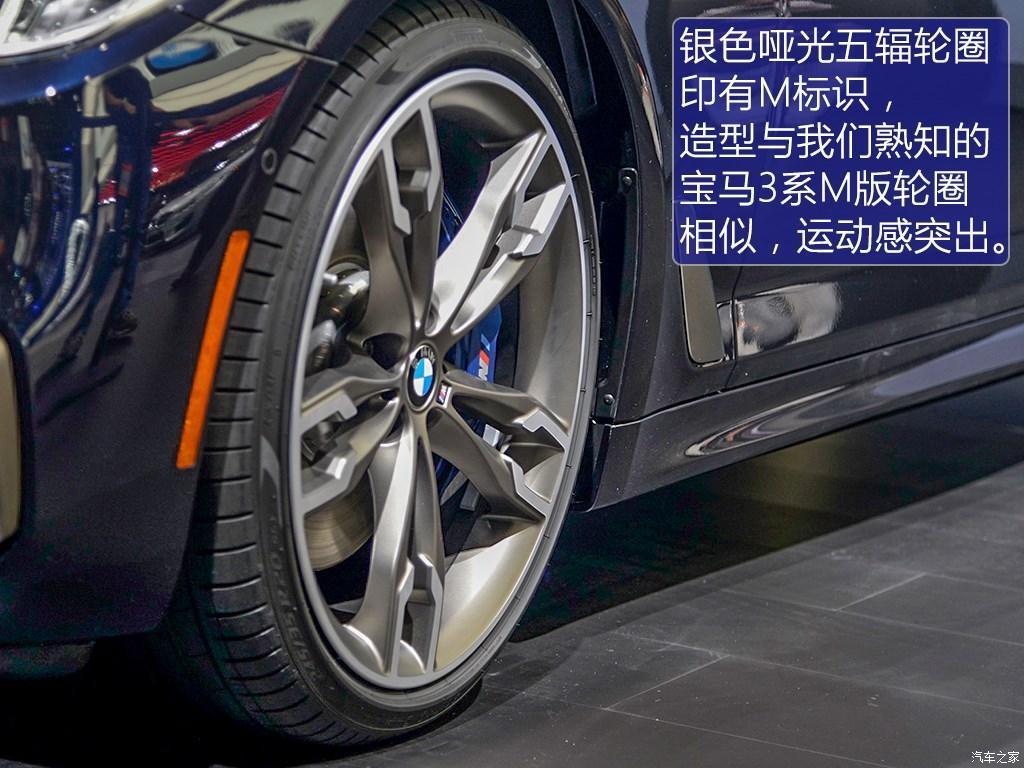 银色哑光五辐轮圈
印有M标识，
造型与我们熟知的
宝马3系M版轮圈
相似，运动感突出。
BMW
M
M
汽车之家